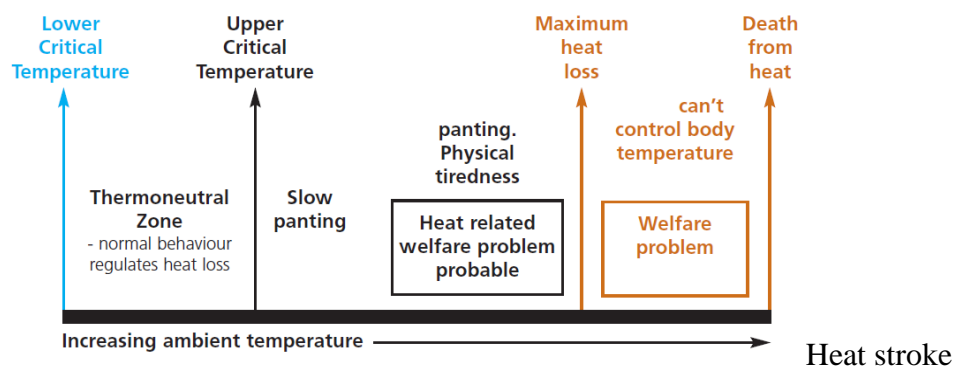 Lower
Critical
Temperature
Upper
Critical
Temperature
Maximum
heat
loss
Death
from
heat
Thermoneutral
Zone
- normal behaviour
regulates heat loss
Slow
panting
panting.
Physical
tiredness
Heat related
welfare problem
probable
can't
control body
temperature
Welfare
problem
Increasing ambient temperature
Heat stroke